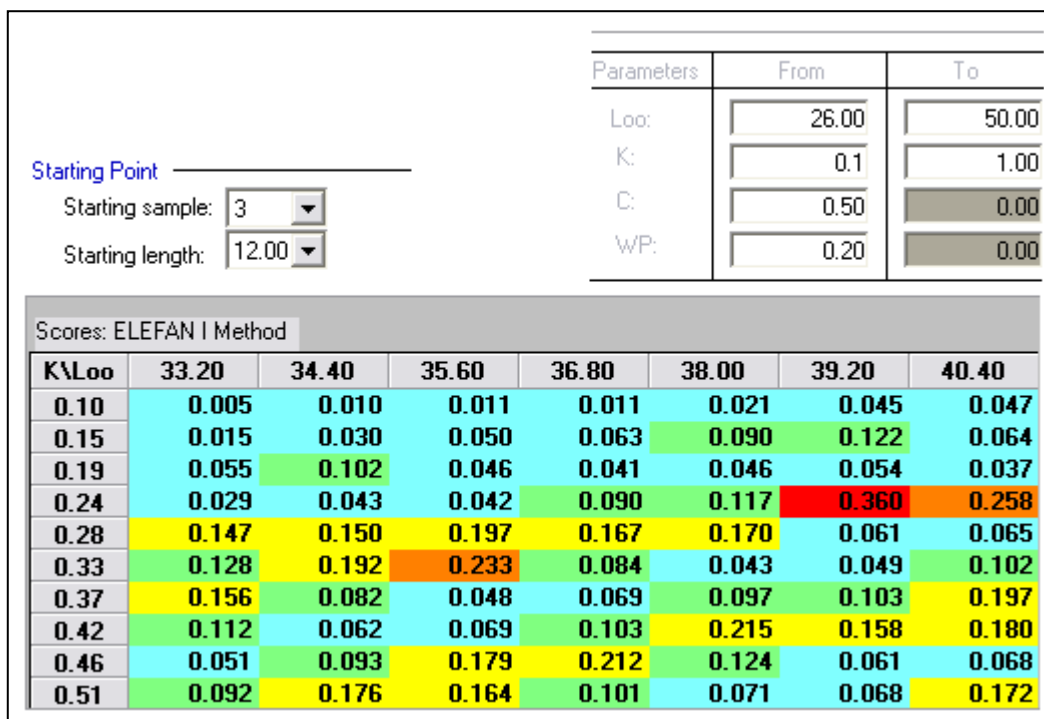 Parameters From To
Loo: 26.00 50.00
K: 0.1 1.00
C: 0.50 0.00
WP: 0.20 0.00
Starting Point
Starting sample: 3
Starting length: 12.00
Scores: ELEFAN I Method
K\Loo 33.20 34.40 35.60 36.80 38.00 39.20 40.40
0.10 0.005 0.010 0.011 0.011 0.021 0.045 0.047
0.15 0.015 0.030 0.050 0.063 0.090 0.122 0.064
0.19 0.055 0.102 0.046 0.041 0.046 0.054 0.037
0.24 0.029 0.043 0.042 0.090 0.117 0.360 0.258
0.28 0.147 0.150 0.197 0.167 0.170 0.061 0.065
0.33 0.128 0.192 0.233 0.084 0.043 0.049 0.102
0.37 0.156 0.082 0.048 0.069 0.097 0.103 0.197
0.42 0.112 0.062 0.069 0.103 0.215 0.158 0.180
0.46 0.051 0.093 0.179 0.212 0.124 0.061 0.068
0.51 0.092 0.176 0.164 0.101 0.071 0.068 0.172